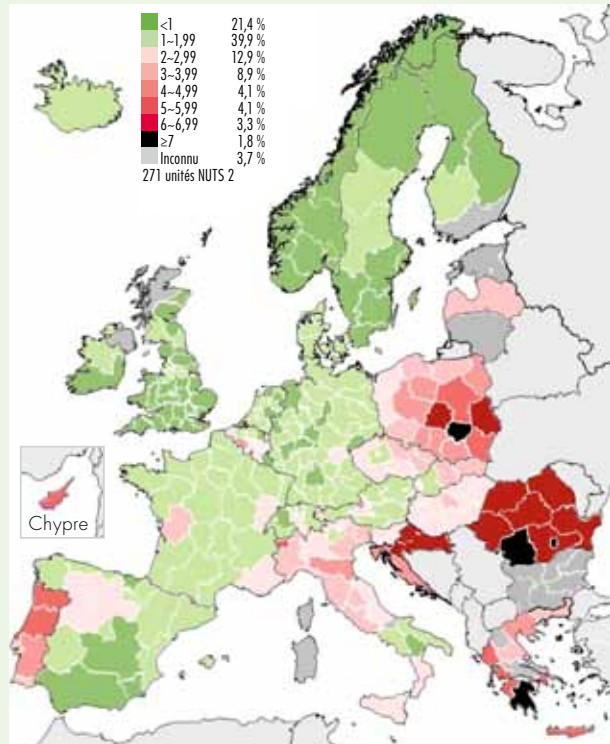 <1 21,4 %
1~1,99 39,9 %
2~2,99 12,9 %
3~3,99 8,9 %
4~4,99 4,1 %
5~5,99 4,1 %
6~6,99 3,3 %
≥7 1,8 %
Inconnu 3,7 %
271 unités NUTS 2
Chypre